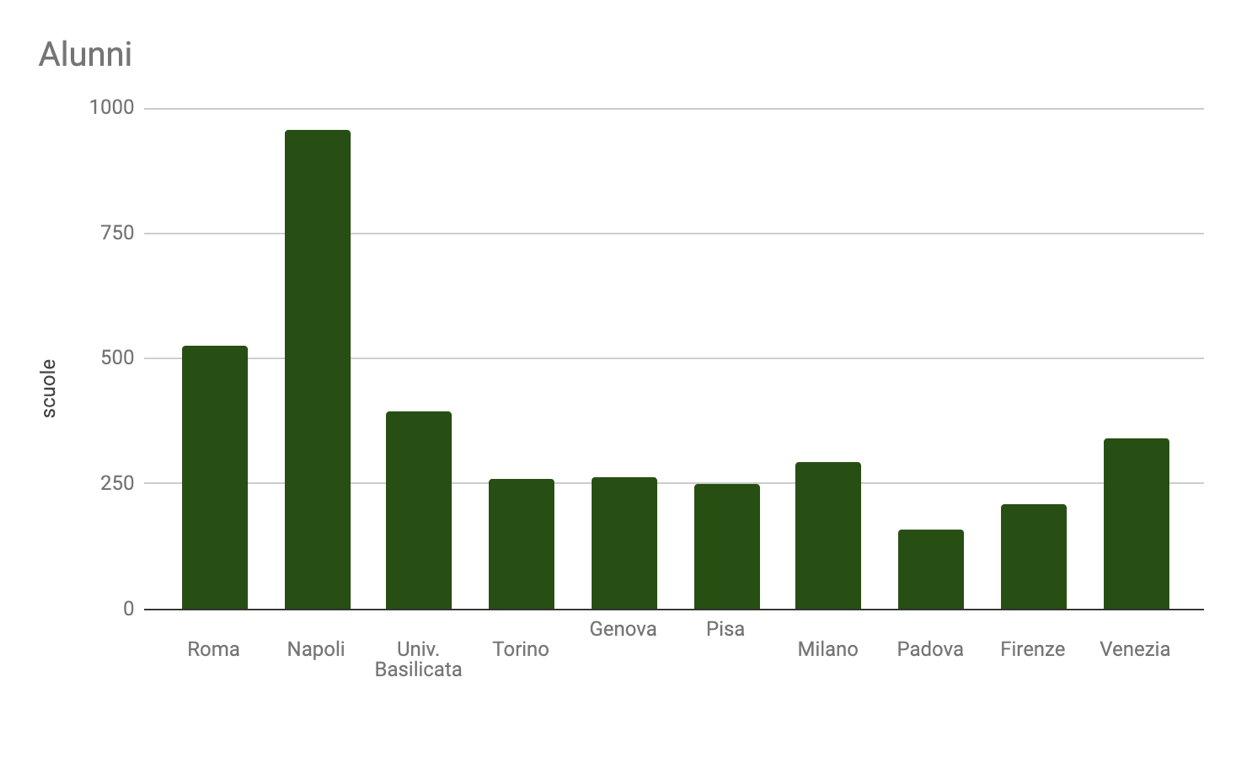 Alunni
1000
750
500
250
0
scuole
Roma
Napoli
Univ.
Basilicata
Torino
Genova
Pisa
Milano
Padova
Firenze
Venezia